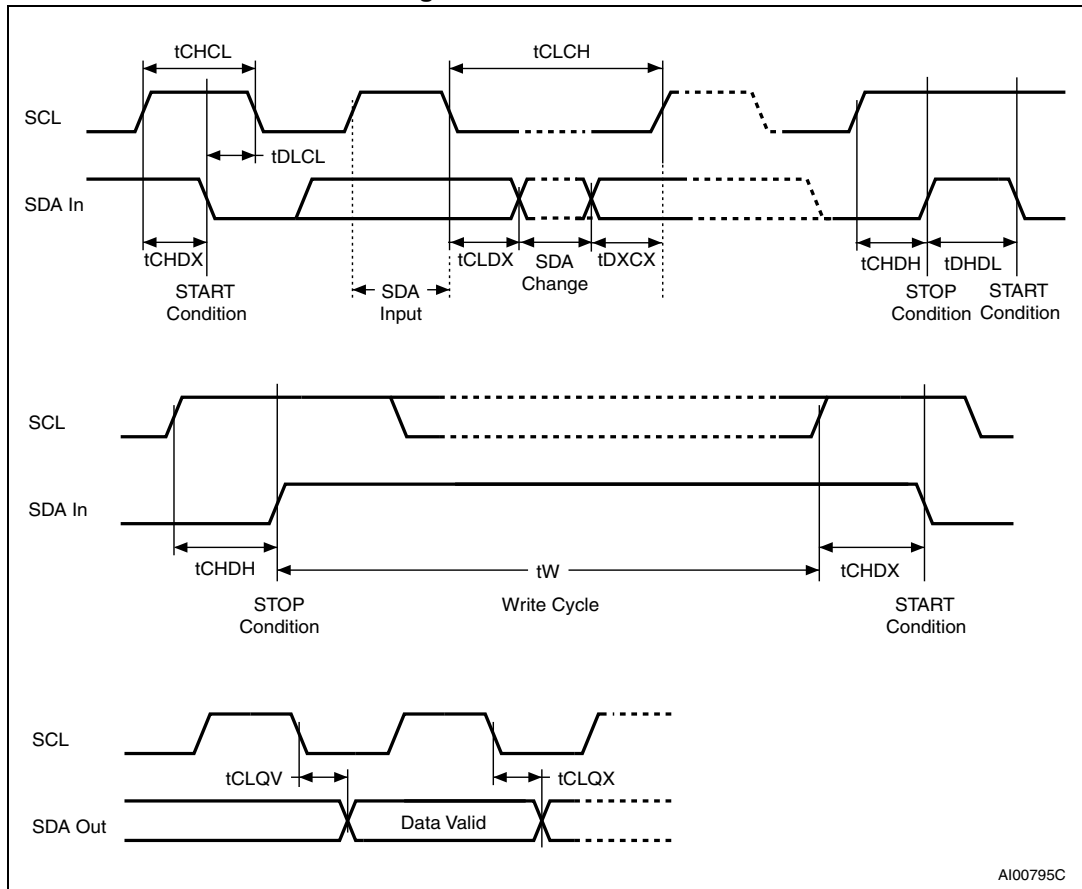 tCHCL
tCLCH
SCL
tDLCL
SDA In
tCHDX
tCLDX
SDA
Change
tDXCX
tCHDH
tDHDL
START
Condition
SDA
Input
STOP
Condition
START
Condition
SCL
SDA In
tCHDH
tW
tCHDX
STOP
Condition
Write Cycle
START
Condition
SCL
tCLQV
tCLQX
SDA Out
Data Valid
AI00795C